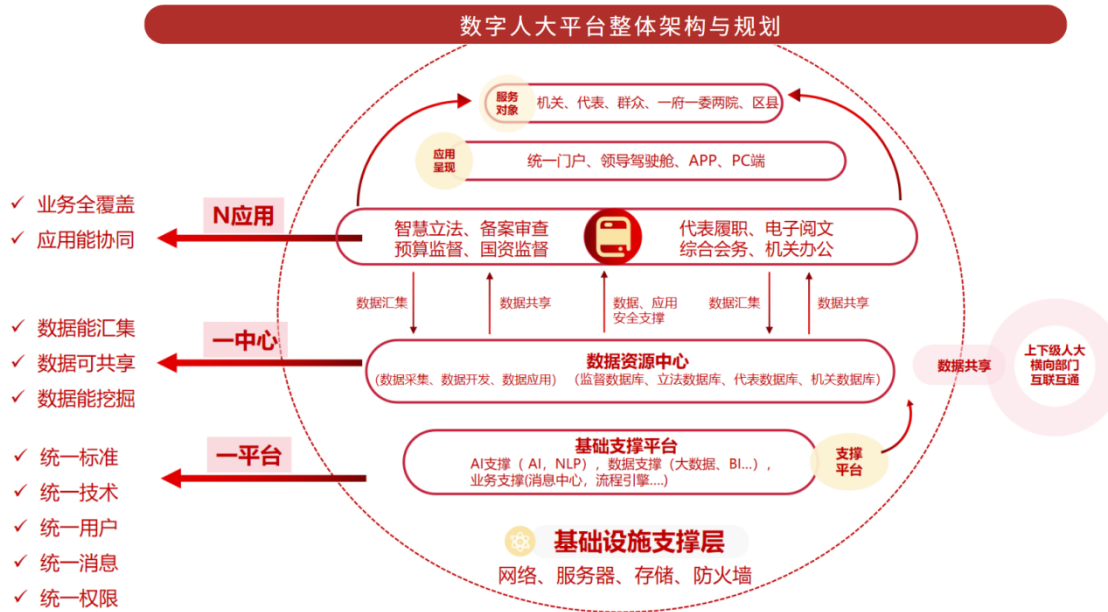 数字人大平台整体架构与规划
服务
对象
机关、代表、群众、一府一委两院、区县
应用
呈现
统一门户、领导驾驶舱、APP、PC端
✓ 业务全覆盖
✓ 应用能协同
N应用
智慧立法、备案审查
预算监督、国资监督
代表履职、电子阅文
综合会务、机关办公
数据汇集
数据共享
数据、应用
安全支撑
数据汇集
数据共享
✓ 数据能汇集
✓ 数据可共享
✓ 数据能挖掘
一中心
数据资源中心
(数据采集、数据开发、数据应用)
(监督数据库、立法数据库、代表数据库、机关数据库)
数据共享
上下级人大
横向部门
互联互通
✓ 统一标准
✓ 统一技术
✓ 统一用户
✓ 统一消息
✓ 统一权限
一平台
基础支撑平台
AI支撑（ AI，NLP），数据支撑（大数据、BI...），
业务支撑(消息中心，流程引擎....)
支撑
平台
基础设施支撑层
网络、服务器、存储、防火墙